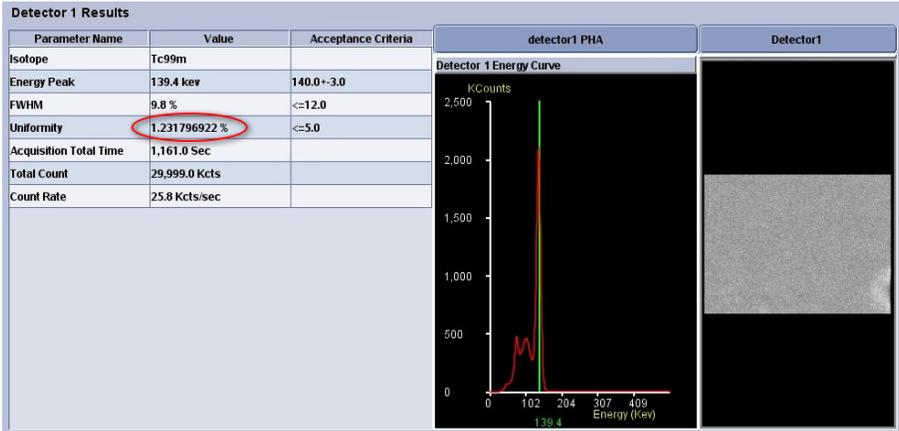 Detector 1 Results
Parameter Name Value Acceptance Criteria
Isotope Tc99m
Energy Peak 139.4 kev 140.0+-3.0
FWHM 9.8 % <=12.0
Uniformity 1.231796922 % <=5.0
Acquisition Total Time 1,161.0 Sec
Total Count 29,999.0 Kcts
Count Rate 25.8 Kcts/sec
detector1 PHA
Detector 1 Energy Curve
KCounts
2,500
2,000
1,500
1,000
500
0
0 102 204 307 409
Energy (Kev)
139.4
Detector1